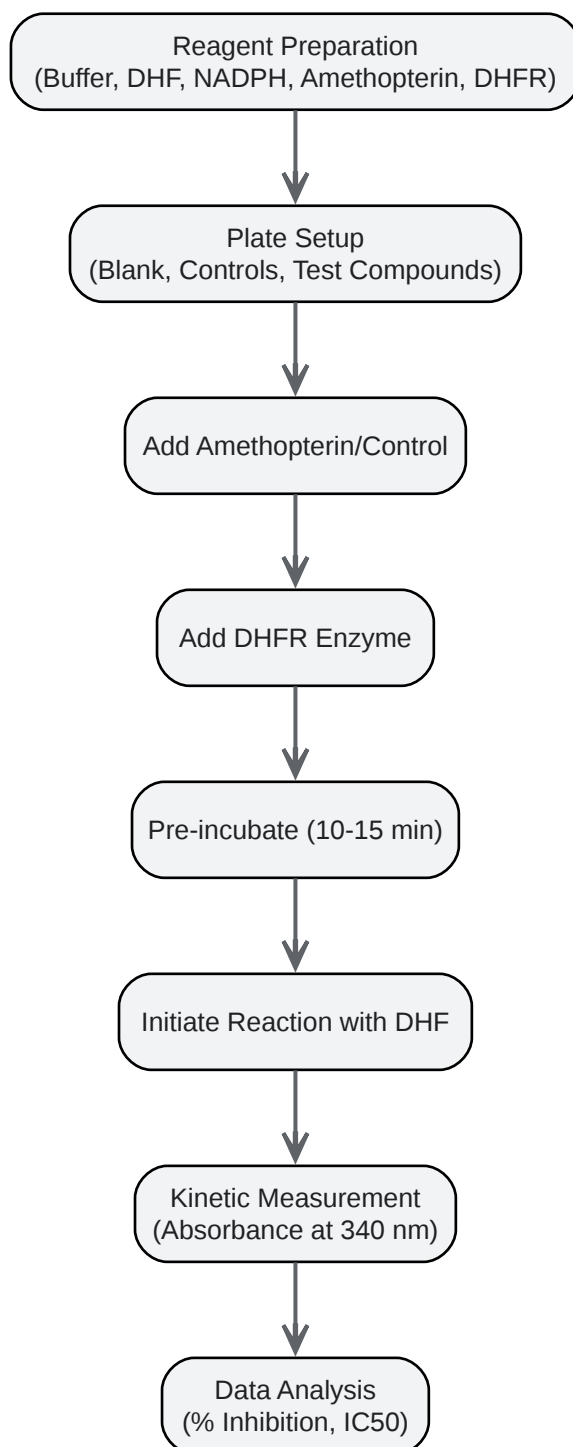 Reagent Preparation
(Buffer, DHF, NADPH, Amethopterin, DHFR)
Plate Setup
(Blank, Controls, Test Compounds)
Add Amethopterin/Control
Add DHFR Enzyme
Pre-incubate (10-15 min)
Initiate Reaction with DHF
Kinetic Measurement
(Absorbance at 340 nm)
Data Analysis
(% Inhibition, IC50)